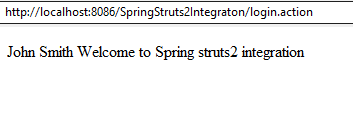 http://localhost:8086/SpringStruts2Integraton/login.action
John Smith Welcome to Spring struts2 integration